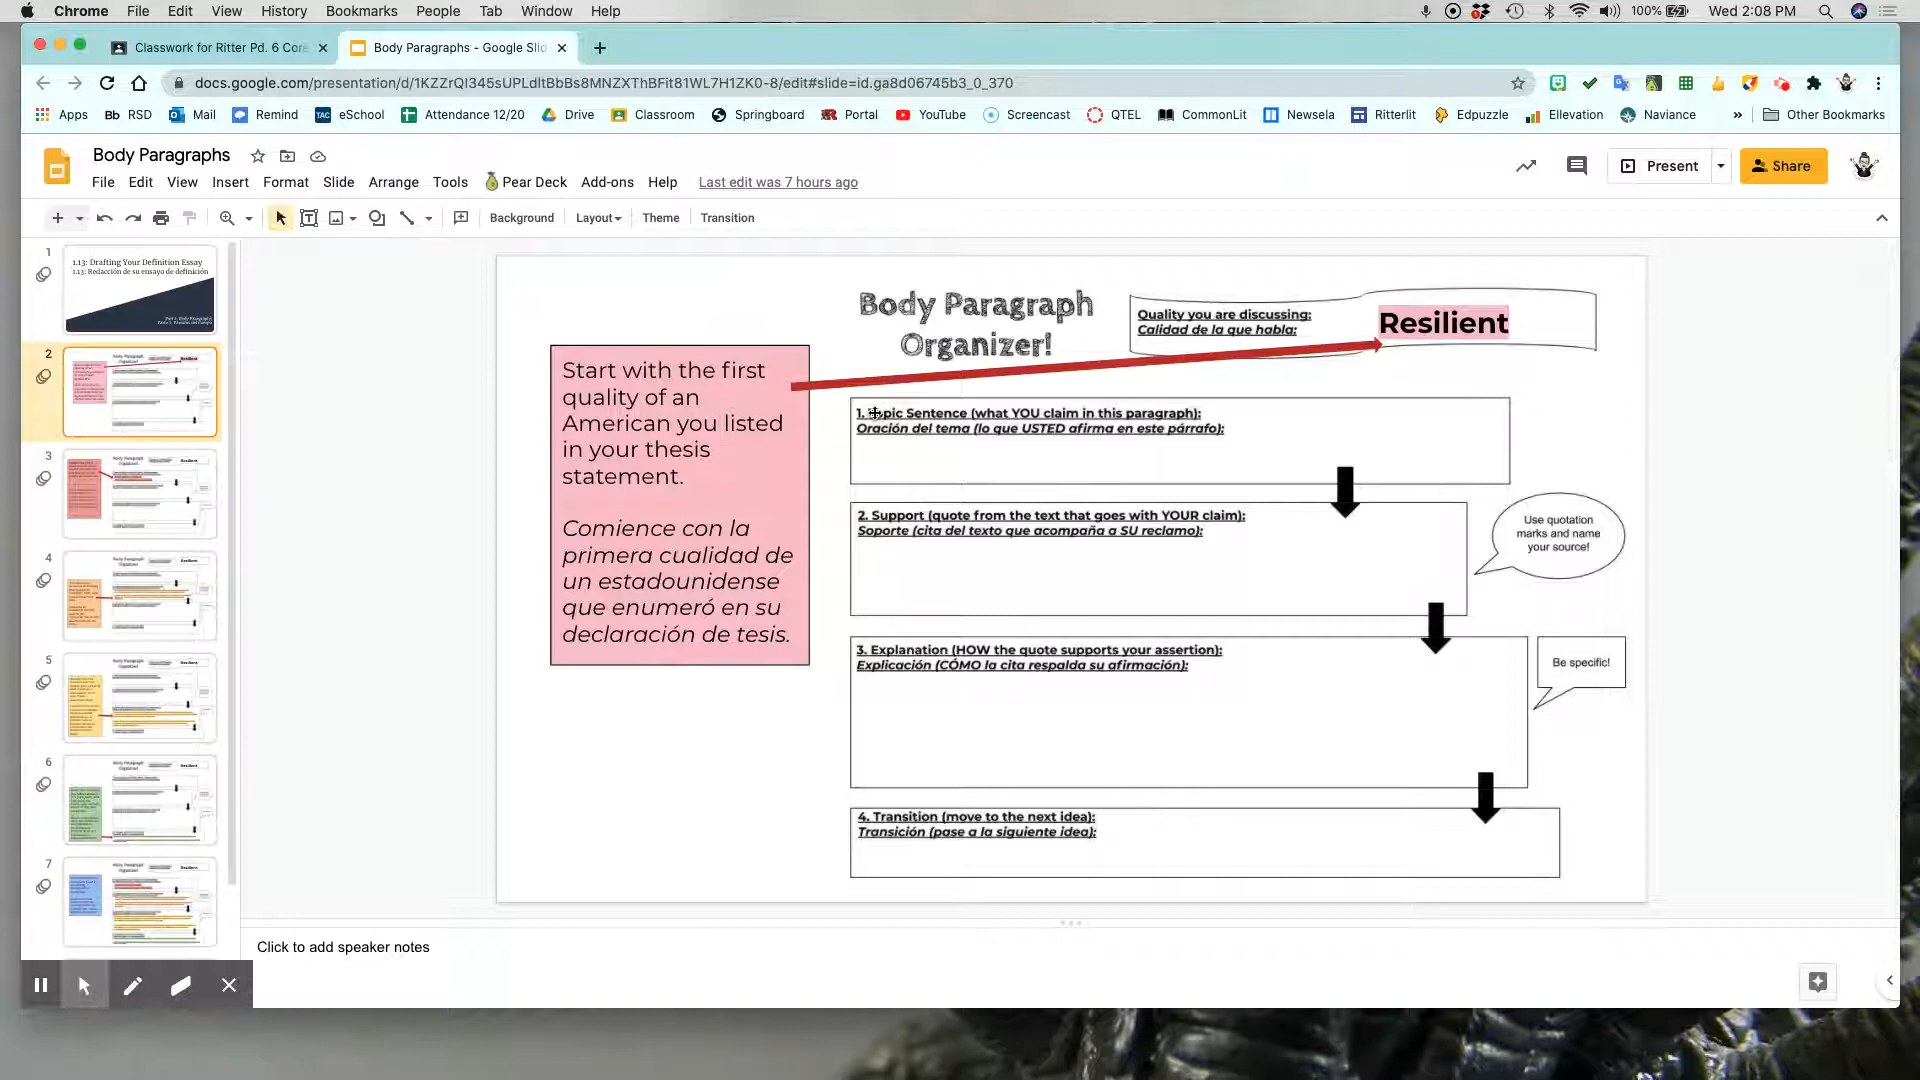 Chrome File Edit View History Bookmarks People Tab Window Help 100% Wed 2:08 PM
Classwork for Ritter Pd. 6 Core
Body Paragraphs - Google Slid
docs.google.com/presentation/d/1KZZrQI345sUPLdltBbBs8MNZXThBFit81WL7H1ZK0-8/edit#slide=id.ga8d06745b3_0_370
Apps Bb RSD Mail Remind TAC eSchool Attendance 12/20 Drive Classroom Springboard Portal YouTube Screencast QTEL CommonLit Newsela Ritterlit Edpuzzle Ellevation Naviance » Other Bookmarks
Body Paragraphs
Present
Share
File Edit View Insert Format Slide Arrange Tools Pear Deck Add-ons Help Last edit was 7 hours ago
Background Layout Theme Transition
1
1.13: Drafting Your Definition Essay
1.13: Redacción de su ensayo de definición
2
3
4
5
6
7
Body Paragraph
Organizer!
Quality you are discussing:
Calidad de la que habla:
Resilient
Start with the first
quality of an
American you listed
in your thesis
statement.
Comience con la
primera cualidad de
un estadounidense
que enumeró en su
declaración de tesis.
1. Topic Sentence (what YOU claim in this paragraph):
Oración del tema (lo que USTED afirma en este párrafo):
2. Support (quote from the text that goes with YOUR claim):
Soporte (cita del texto que acompaña a SU reclamo):
Use quotation
marks and name
your source!
3. Explanation (HOW the quote supports your assertion):
Explicación (CÓMO la cita respalda su afirmación):
Be specific!
4. Transition (move to the next idea):
Transición (pase a la siguiente idea):
Click to add speaker notes